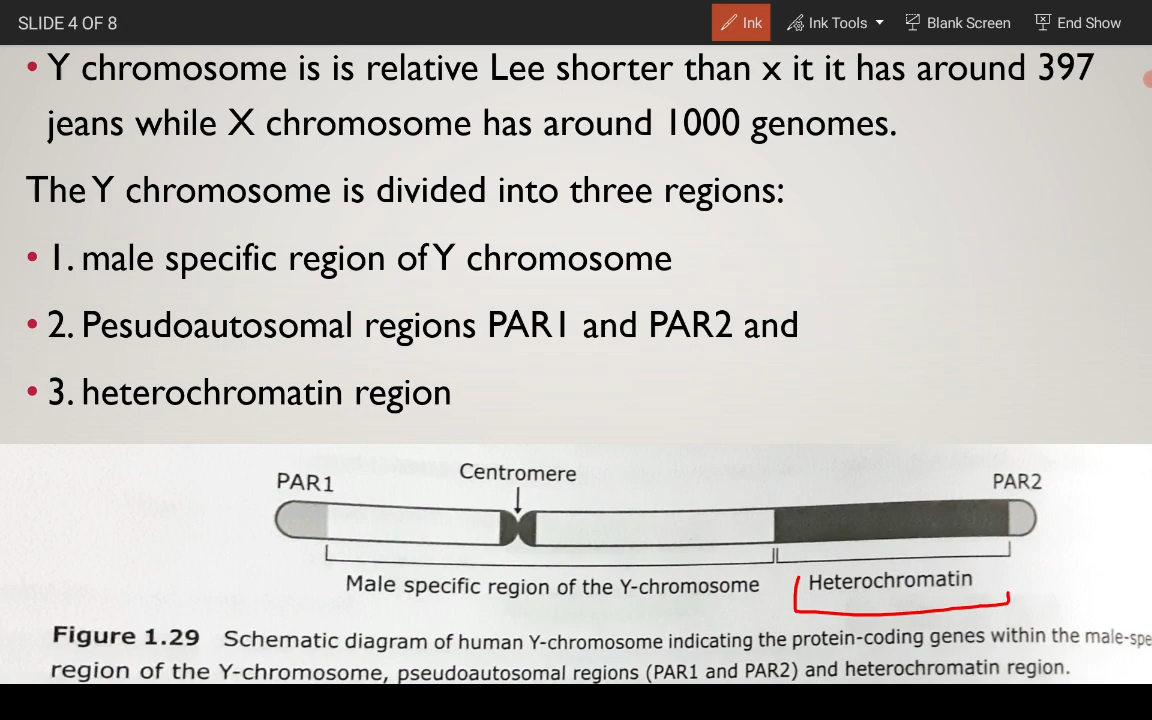 SLIDE 4 OF 8
Ink
Ink Tools
Blank Screen
End Show
• Y chromosome is is relative Lee shorter than x it it has around 397
jeans while X chromosome has around 1000 genomes.
The Y chromosome is divided into three regions:
• 1. male specific region of Y chromosome
• 2. Pesudoautosomal regions PAR1 and PAR2 and
• 3. heterochromatin region
PAR1
Centromere
PAR2
Male specific region of the Y-chromosome
Heterochromatin
Figure 1.29 Schematic diagram of human Y-chromosome indicating the protein-coding genes within the male-spe
region of the Y-chromosome, pseudoautosomal regions (PAR1 and PAR2) and heterochromatin region.